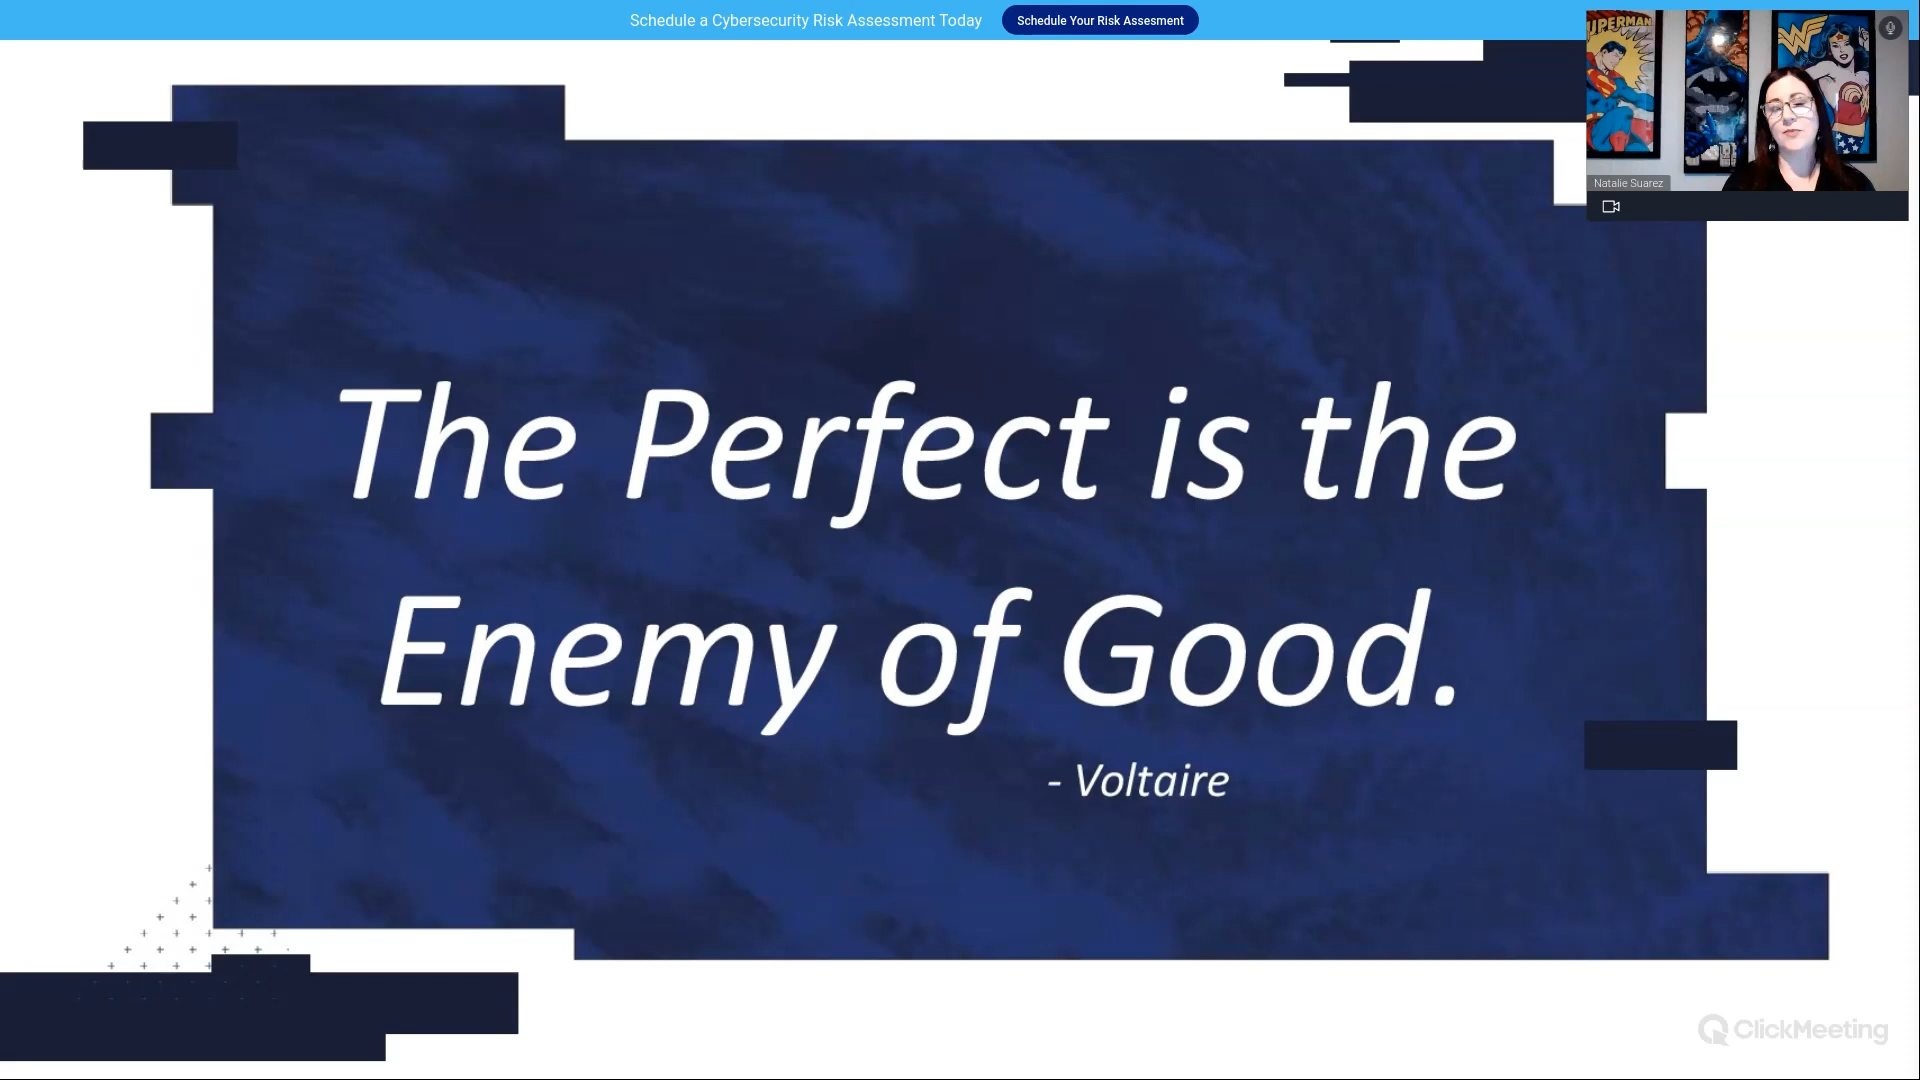 Schedule a Cybersecurity Risk Assessment Today
Schedule Your Risk Assesment
SUPERMAN
Natalie Suarez
The Perfect is the
Enemy of Good.
- Voltaire
ClickMeeting